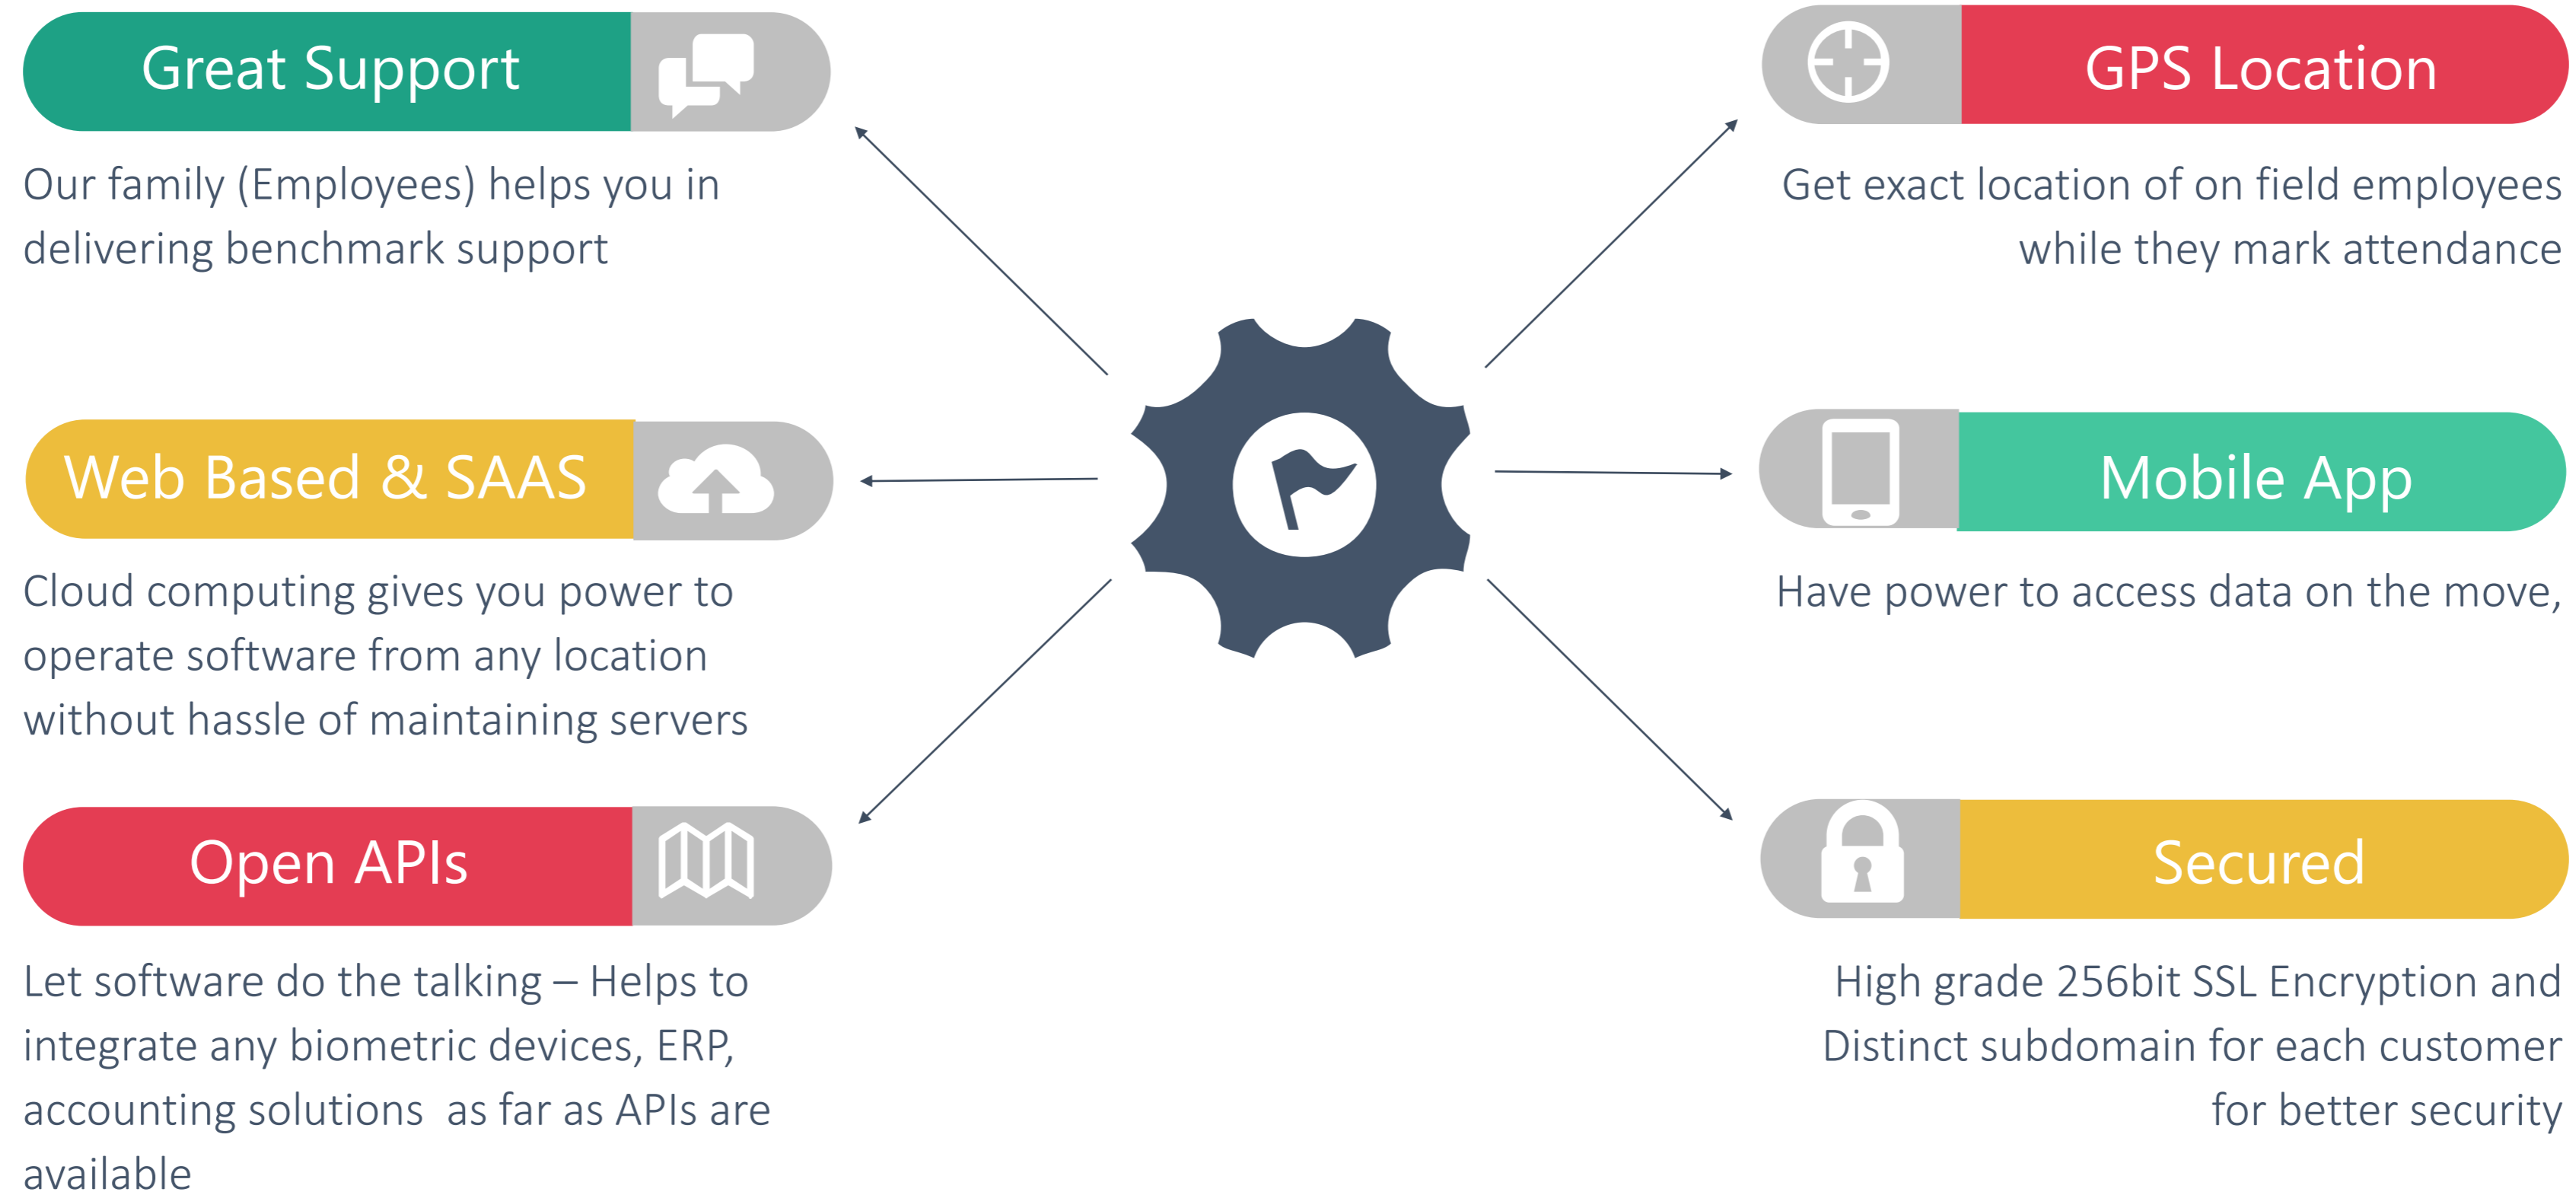 Great Support
Our family (Employees) helps you in
delivering benchmark support
Web Based & SAAS
Cloud computing gives you power to
operate software from any location
without hassle of maintaining servers
Open APIs
Let software do the talking – Helps to
integrate any biometric devices, ERP,
accounting solutions  as far as APIs are
available
GPS Location
Get exact location of on field employees
while they mark attendance
Mobile App
Have power to access data on the move,
Secured
High grade 256bit SSL Encryption and
Distinct subdomain for each customer
for better security